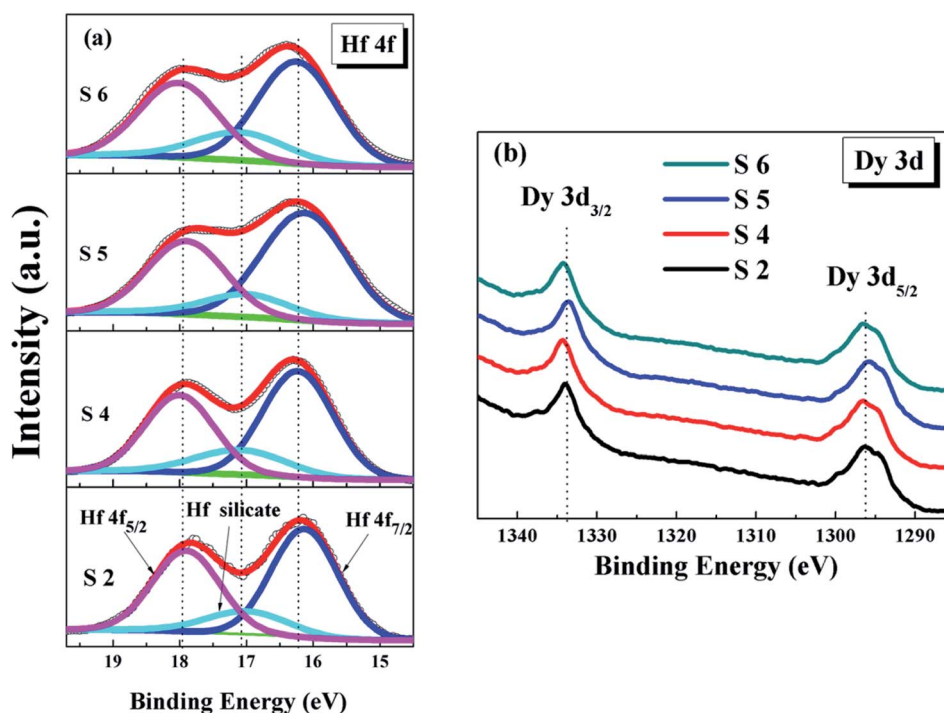 (a)
Hf 4f
S 6
S 5
S 4
Hf 4f5/2
Hf silicate
Hf 4f7/2
S 2
19 18 17 16 15
Binding Energy (eV)
Intensity (a.u.)
(b)
S 6
S 5
S 4
S 2
Dy 3d
Dy 3d3/2
Dy 3d5/2
1340 1330 1320 1310 1300 1290
Binding Energy (eV)